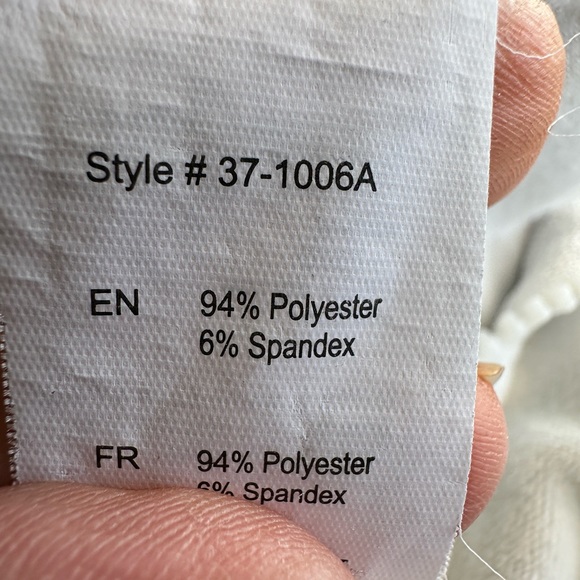 Style # 37-1006A
EN 94% Polyester
6% Spandex
FR 94% Polyester
6% Spandex